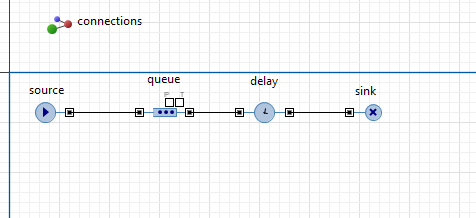 connections
queue
delay
source
sink
P T